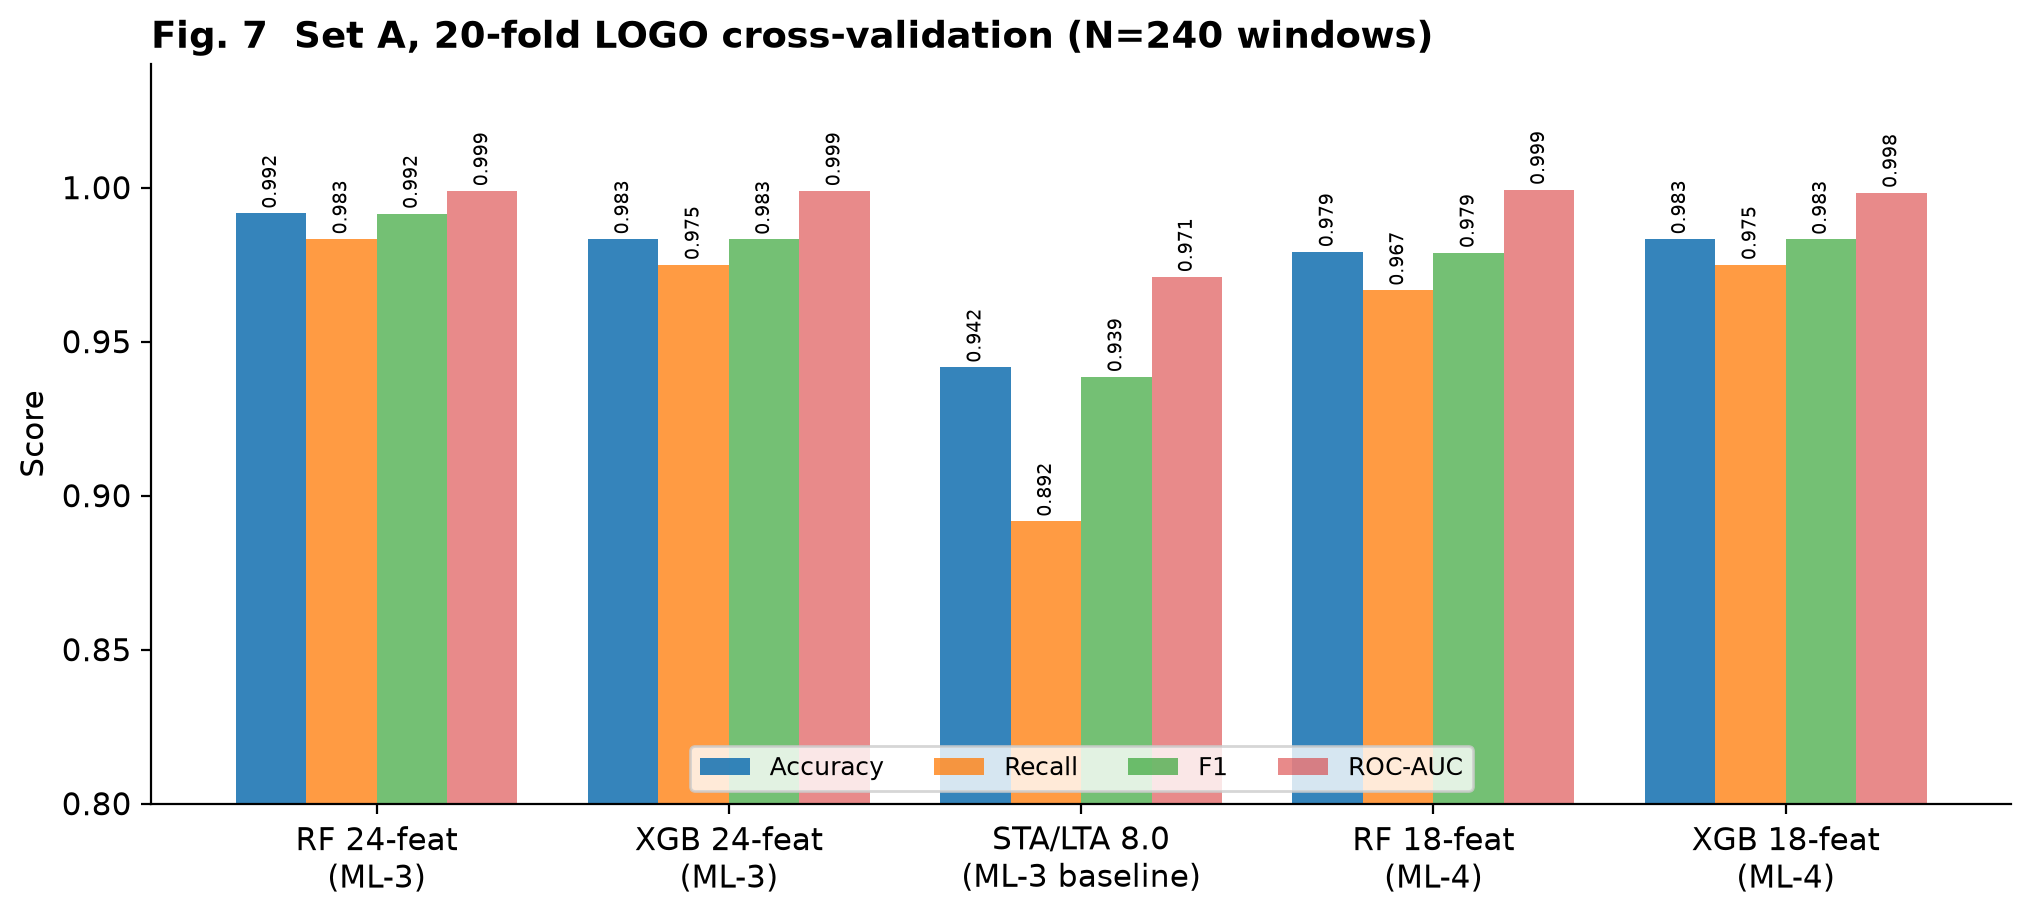 Fig. 7  Set A, 20-fold LOGO cross-validation (N=240 windows)
Score
1.00
0.95
0.90
0.85
0.80
0.992
0.983
0.992
0.999
0.983
0.975
0.983
0.999
0.942
0.892
0.939
0.971
0.979
0.967
0.979
0.999
0.983
0.975
0.983
0.998
Accuracy Recall F1 ROC-AUC
RF 24-feat
(ML-3)
XGB 24-feat
(ML-3)
STA/LTA 8.0
(ML-3 baseline)
RF 18-feat
(ML-4)
XGB 18-feat
(ML-4)